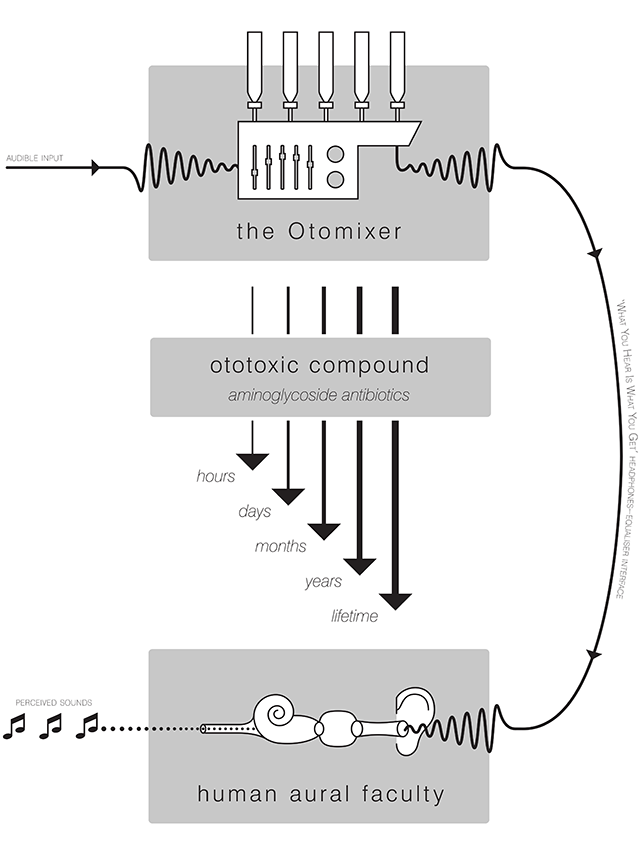 AUDIBLE INPUT
the Otomixer
'WHAT YOU HEAR IS WHAT YOU GET' HEADPHONES–EQUALISER INTERFACE
ototoxic compound
aminoglycoside antibiotics
hours
days
months
years
lifetime
PERCEIVED SOUNDS
human aural faculty